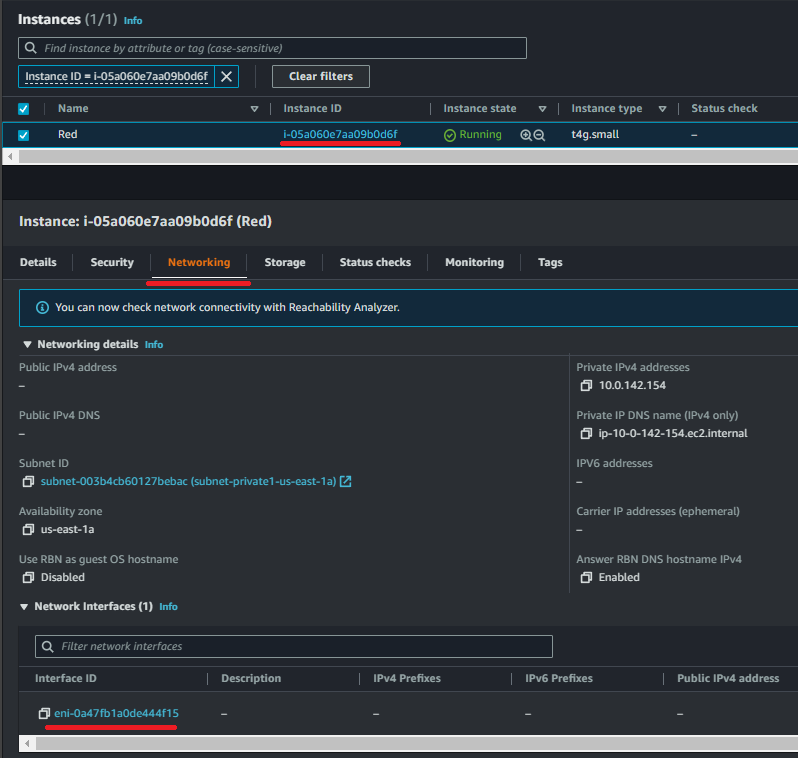 Instances (1/1) Info
Find instance by attribute or tag (case-sensitive)
Instance ID = i-05a060e7aa09b0d6f Clear filters
Name Instance ID Instance state Instance type Status check
Red i-05a060e7aa09b0d6f Running t4g.small –
Instance: i-05a060e7aa09b0d6f (Red)
Details Security Networking Storage Status checks Monitoring Tags
You can now check network connectivity with Reachability Analyzer.
Networking details Info
Public IPv4 address
–
Public IPv4 DNS
–
Subnet ID
subnet-003b4cb60127bebac (subnet-private1-us-east-1a)
Availability zone
us-east-1a
Use RBN as guest OS hostname
Disabled
Private IPv4 addresses
10.0.142.154
Private IP DNS name (IPv4 only)
ip-10-0-142-154.ec2.internal
IPV6 addresses
–
Carrier IP addresses (ephemeral)
–
Answer RBN DNS hostname IPv4
Enabled
Network Interfaces (1) Info
Filter network interfaces
Interface ID Description IPv4 Prefixes IPv6 Prefixes Public IPv4 address
eni-0a47fb1a0de444f15 – – – –